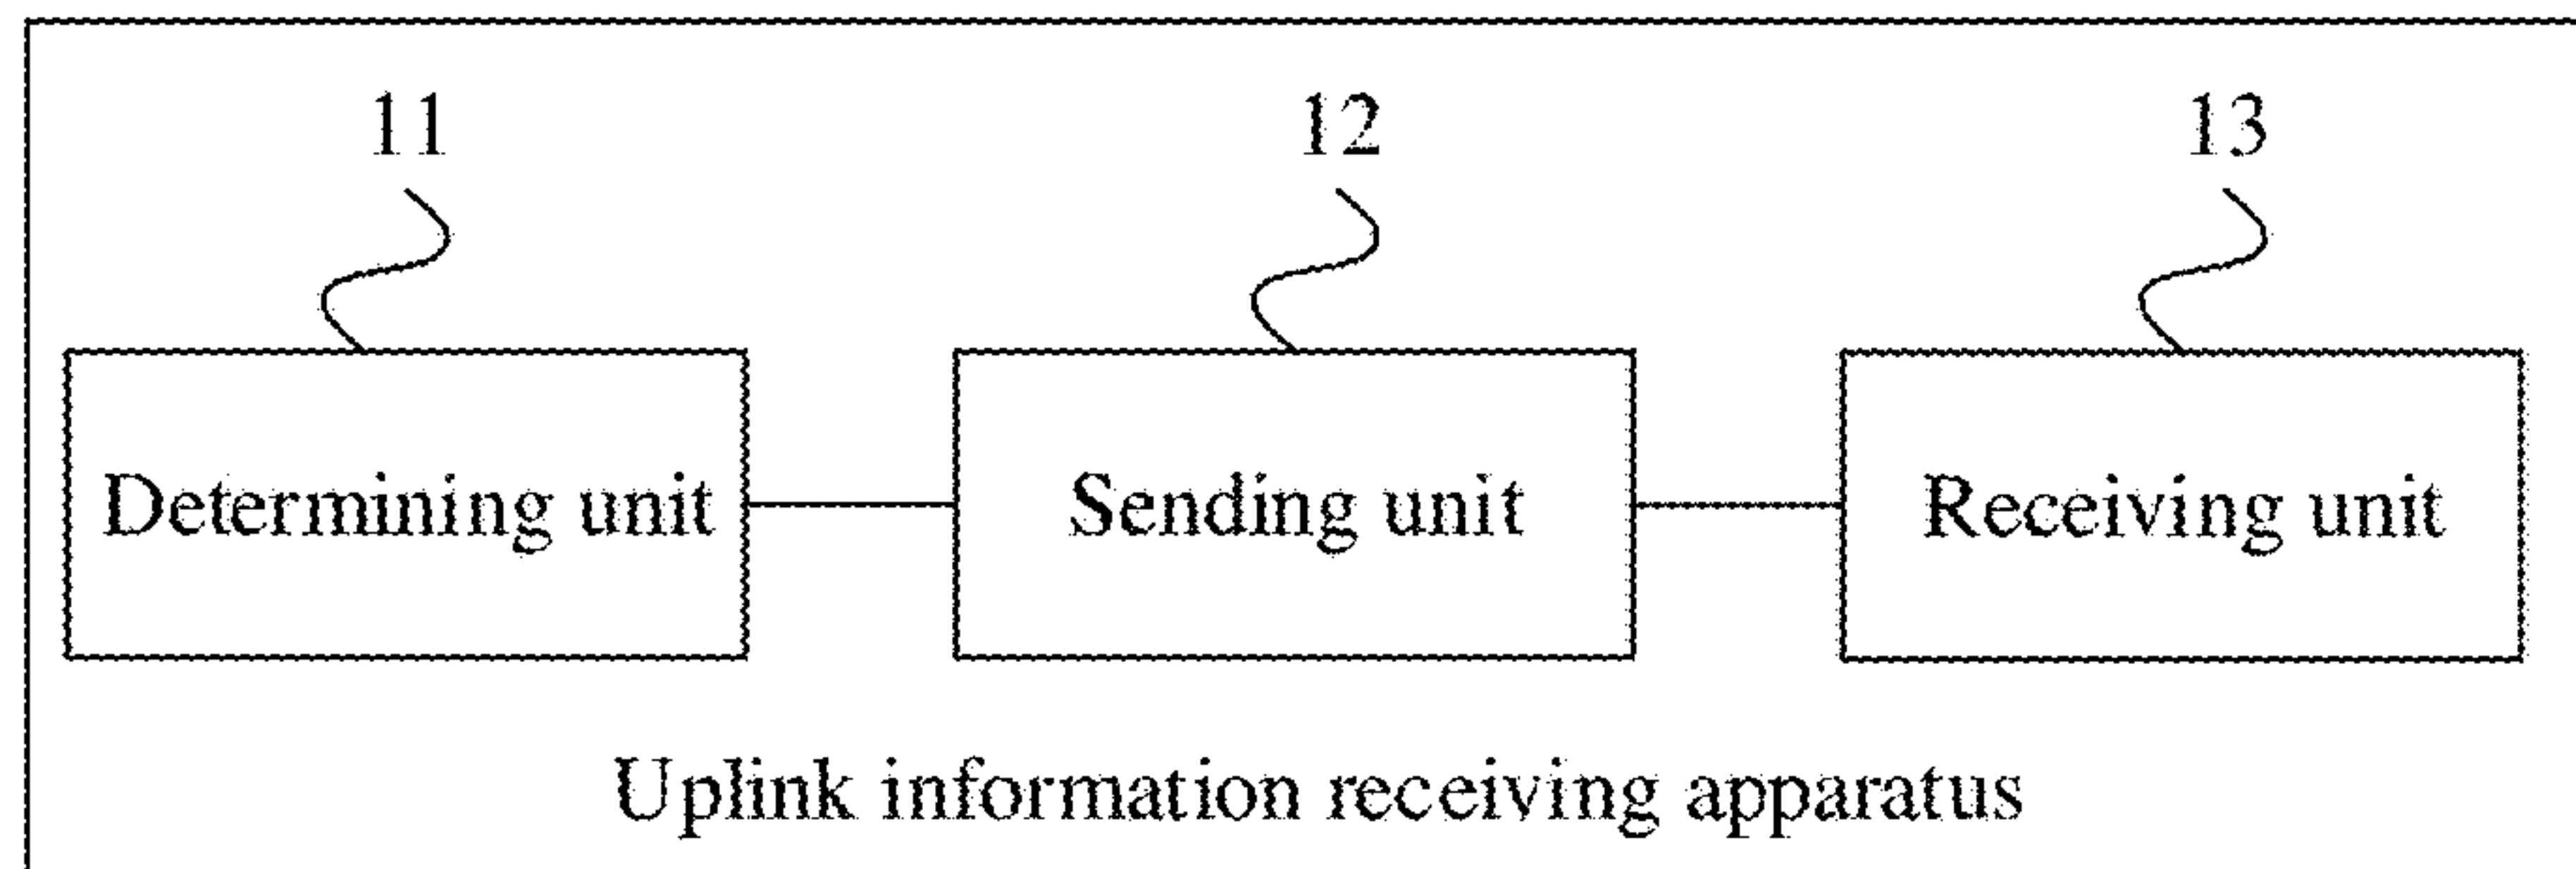 11 12 13
Determining unit Sending unit Receiving unit
Uplink information receiving apparatus